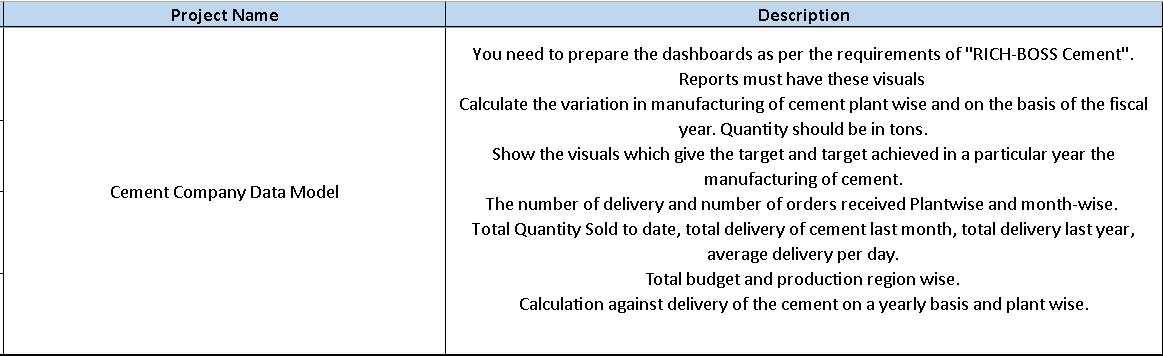 Project Name
Description
Cement Company Data Model
You need to prepare the dashboards as per the requirements of "RICH-BOSS Cement".
Reports must have these visuals
Calculate the variation in manufacturing of cement plant wise and on the basis of the fiscal
year. Quantity should be in tons.
Show the visuals which give the target and target achieved in a particular year the
manufacturing of cement.
The number of delivery and number of orders received Plantwise and month-wise.
Total Quantity Sold to date, total delivery of cement last month, total delivery last year,
average delivery per day.
Total budget and production region wise.
Calculation against delivery of the cement on a yearly basis and plant wise.